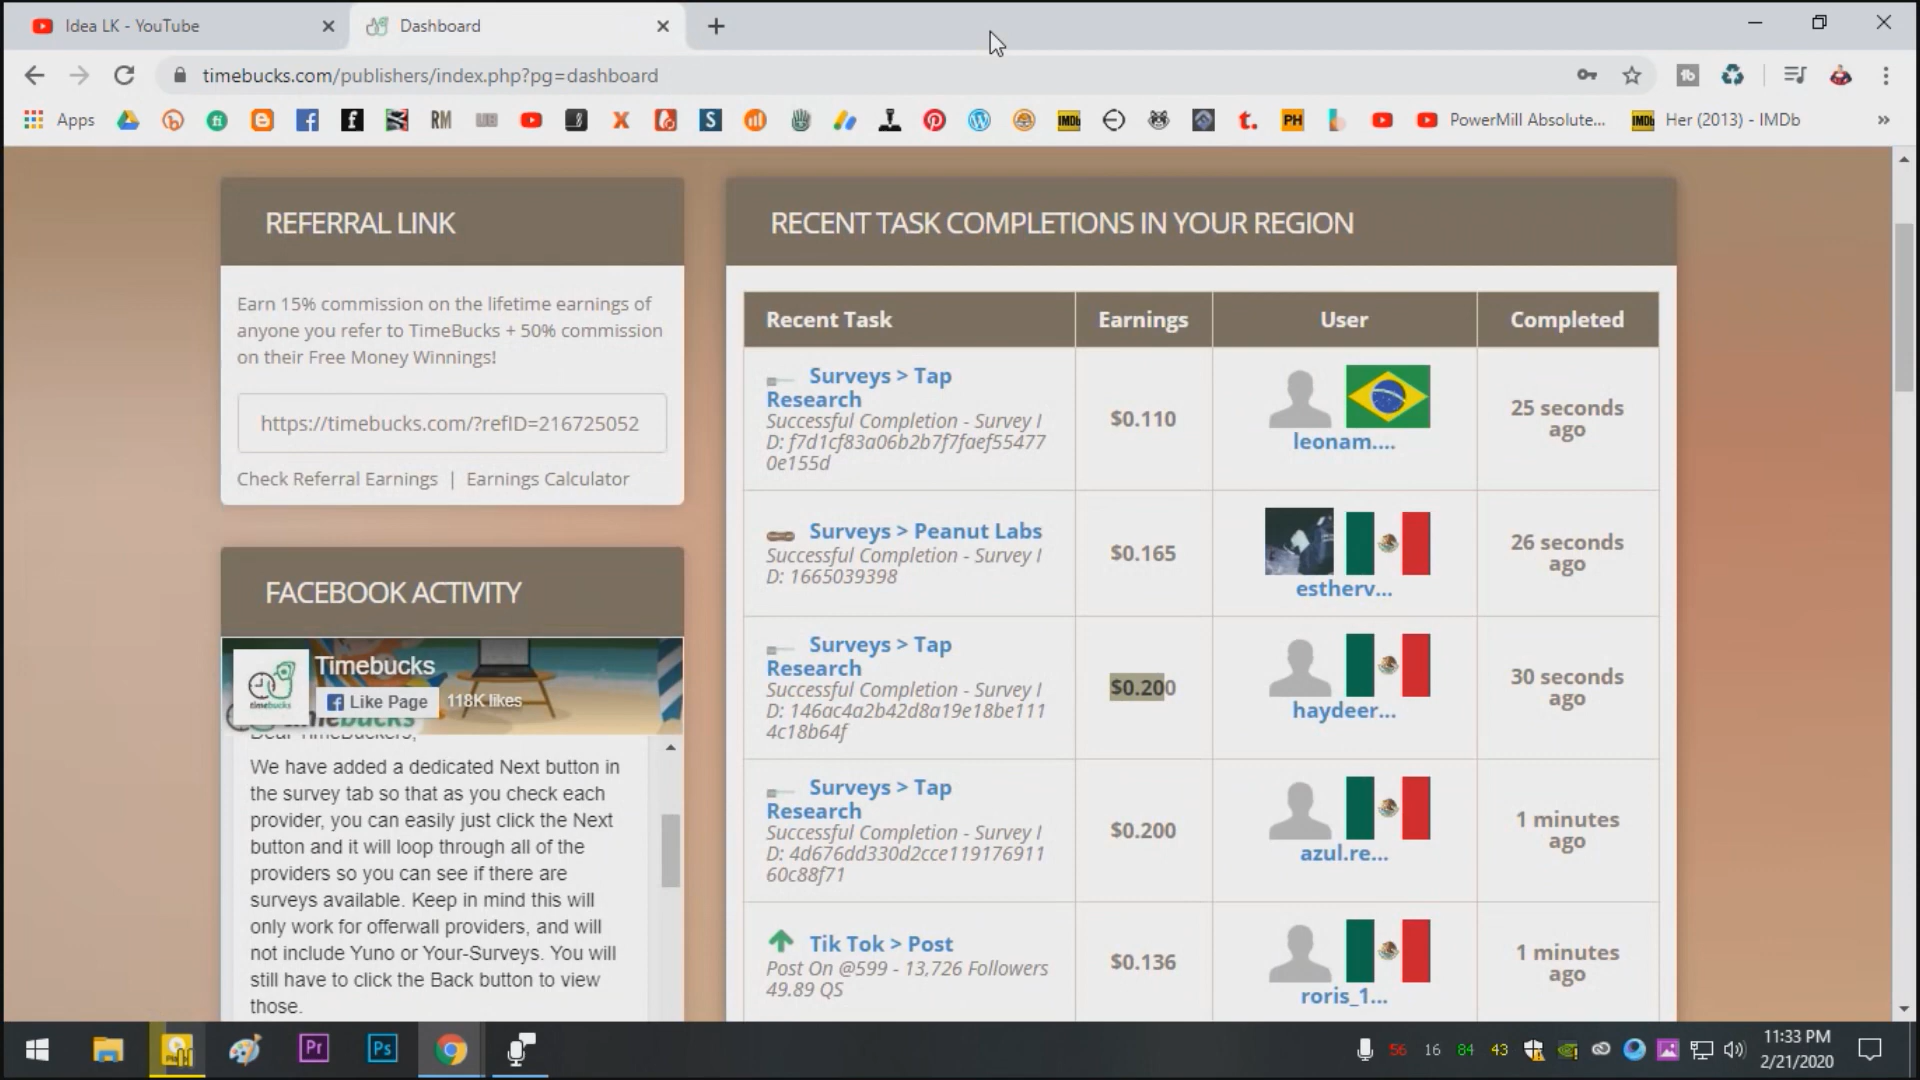 Idea LK - YouTube
Dashboard
timebucks.com/publishers/index.php?pg=dashboard
Apps
RM
PowerMill Absolute...
Her (2013) - IMDb
REFERRAL LINK
Earn 15% commission on the lifetime earnings of
anyone you refer to TimeBucks + 50% commission
on their Free Money Winnings!
https://timebucks.com/?refID=216725052
Check Referral Earnings | Earnings Calculator
FACEBOOK ACTIVITY
Timebucks
Like Page
118K likes
timebucks
Dear TimeBuckers,
We have added a dedicated Next button in
the survey tab so that as you check each
provider, you can easily just click the Next
button and it will loop through all of the
providers so you can see if there are
surveys available. Keep in mind this will
only work for offerwall providers, and will
not include Yuno or Your-Surveys. You will
still have to click the Back button to view
those.
RECENT TASK COMPLETIONS IN YOUR REGION
Recent Task Earnings User Completed
Surveys > Tap
Research
Successful Completion - Survey I
D: f7d1cf83a06b2b7f7faef55477
0e155d
$0.110
leonam....
25 seconds
ago
Surveys > Peanut Labs
Successful Completion - Survey I
D: 1665039398
$0.165
estherv...
26 seconds
ago
Surveys > Tap
Research
Successful Completion - Survey I
D: 146ac4a2b42d8a19e18be111
4c18b64f
$0.200
haydeer...
30 seconds
ago
Surveys > Tap
Research
Successful Completion - Survey I
D: 4d676dd330d2cce119176911
60c88f71
$0.200
azul.re...
1 minutes
ago
Tik Tok > Post
Post On @599 - 13,726 Followers
49.89 QS
$0.136
roris_1...
1 minutes
ago
Pr
Ps
56 16 84 43
11:33 PM
2/21/2020